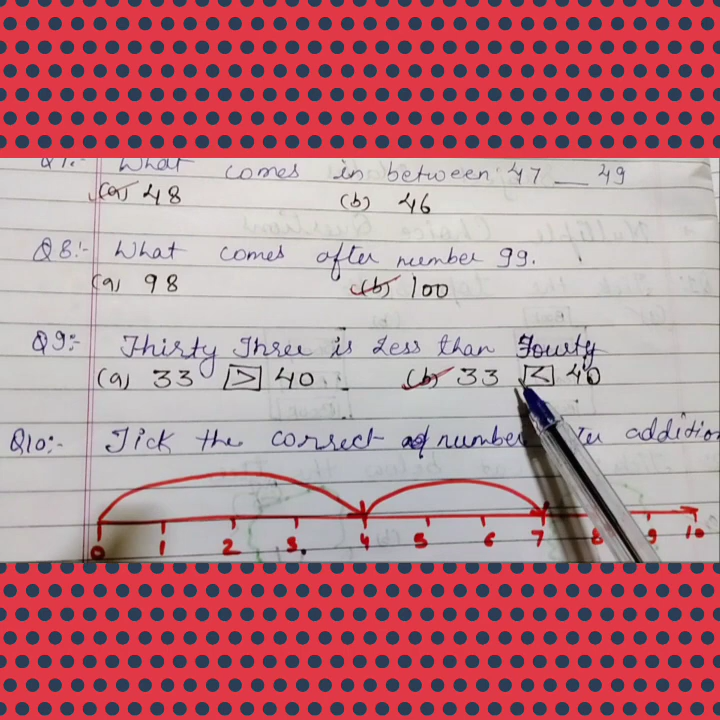 Q7:- What comes in between 47 __ 49
(a) 48 (b) 46
Q8:- What comes after number 99.
(a) 98 (b) 100
Q9:- Thirty Three is Less than Fourty
(a) 33 > 40 (b) 33 < 40
Q10:- Tick the correct number addition
0 1 2 3 4 5 6 7 8 9 10